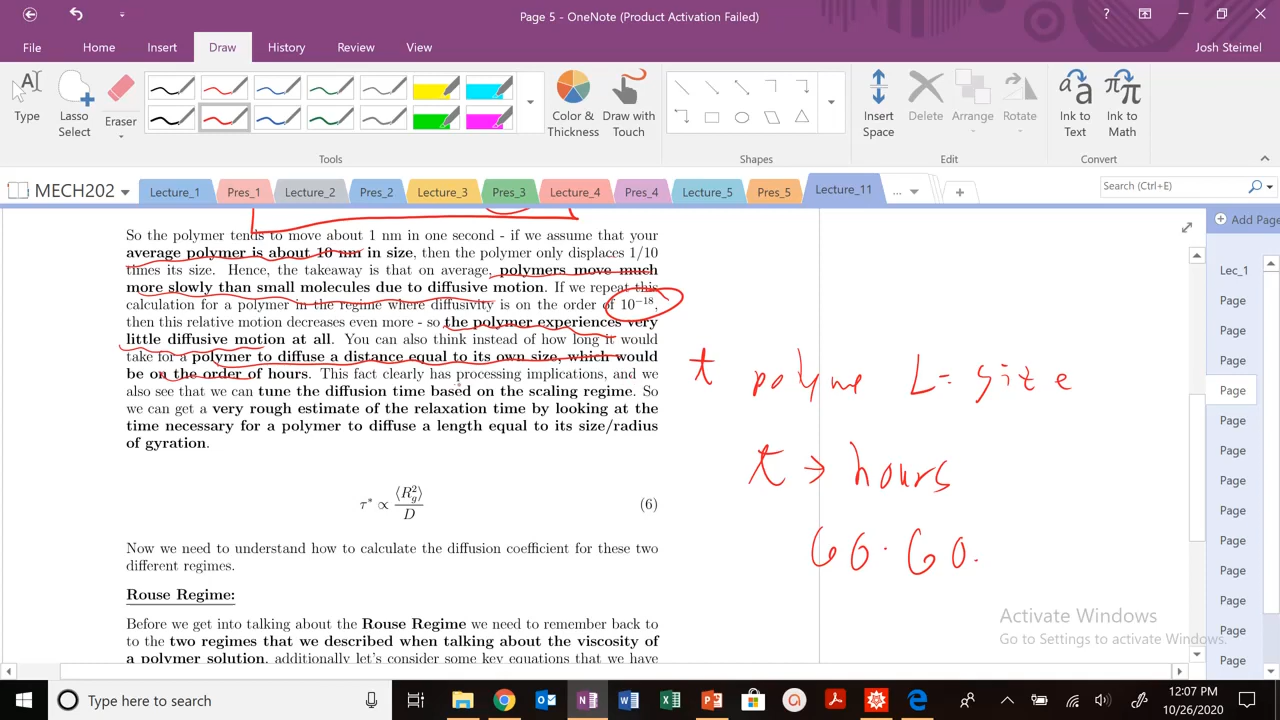 Page 5 - OneNote (Product Activation Failed)
File Home Insert Draw History Review View Josh Steimel
Type Lasso Select Eraser Color & Thickness Draw with Touch Insert Space Delete Arrange Rotate Ink to Text Ink to Math
Tools Shapes Edit Convert
MECH202 Lecture_1 Pres_1 Lecture_2 Pres_2 Lecture_3 Pres_3 Lecture_4 Pres_4 Lecture_5 Pres_5 Lecture_11 ... Search (Ctrl+E)
Add Page
Lec_1
Page
Page
Page
Page
Page
Page
Page
Page
Page
Page
Page
Page
Page
So the polymer tends to move about 1 nm in one second - if we assume that your
average polymer is about 10 nm in size, then the polymer only displaces 1/10
times its size. Hence, the takeaway is that on average, polymers move much
more slowly than small molecules due to diffusive motion. If we repeat this
calculation for a polymer in the regime where diffusivity is on the order of 10⁻¹⁸,
then this relative motion decreases even more - so the polymer experiences very
little diffusive motion at all. You can also think instead of how long it would
take for a polymer to diffuse a distance equal to its own size, which would
be on the order of hours. This fact clearly has processing implications, and we
also see that we can tune the diffusion time based on the scaling regime. So
we can get a very rough estimate of the relaxation time by looking at the
time necessary for a polymer to diffuse a length equal to its size/radius
of gyration.
τ* ∝ ⟨R_g²⟩ / D (6)
Now we need to understand how to calculate the diffusion coefficient for these two
different regimes.
Rouse Regime:
Before we get into talking about the Rouse Regime we need to remember back to
to the two regimes that we described when talking about the viscosity of
a polymer solution, additionally let's consider some key equations that we have
t polyme L = size
t → hours
60·60.
Activate Windows
Go to Settings to activate Windows.
Type here to search
12:07 PM
10/26/2020